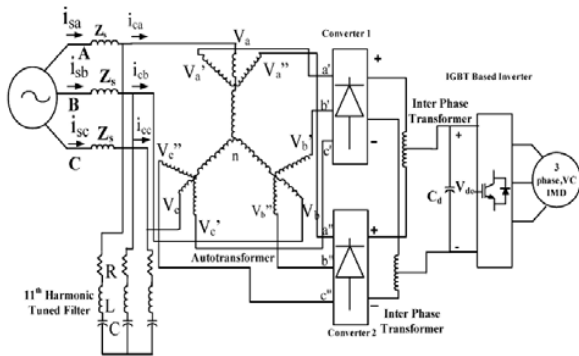 i_sa Z_s i_ca
A
i_sb Z_s i_cb
B
i_sc Z_s i_cc
C
V_a
V_a' V_a''
n
V_c'' V_b'
V_c V_b
V_c' V_b''
Autotransformer
Converter 1
a' +
b'
c' −
a'' +
b''
c'' −
Converter 2
Inter Phase
Transformer
Inter Phase
Transformer
IGBT Based Inverter
+
C_d V_dc
-
3
phase,VC
IMD
R
L
C
11th Harmonic
Tuned Filter